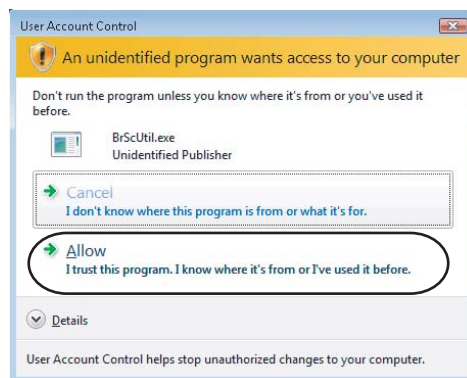 User Account Control
An unidentified program wants access to your computer
Don't run the program unless you know where it's from or you've used it
before.
BrScUtil.exe
Unidentified Publisher
Cancel
I don't know where this program is from or what it's for.
Allow
I trust this program. I know where it's from or I've used it before.
Details
User Account Control helps stop unauthorized changes to your computer.